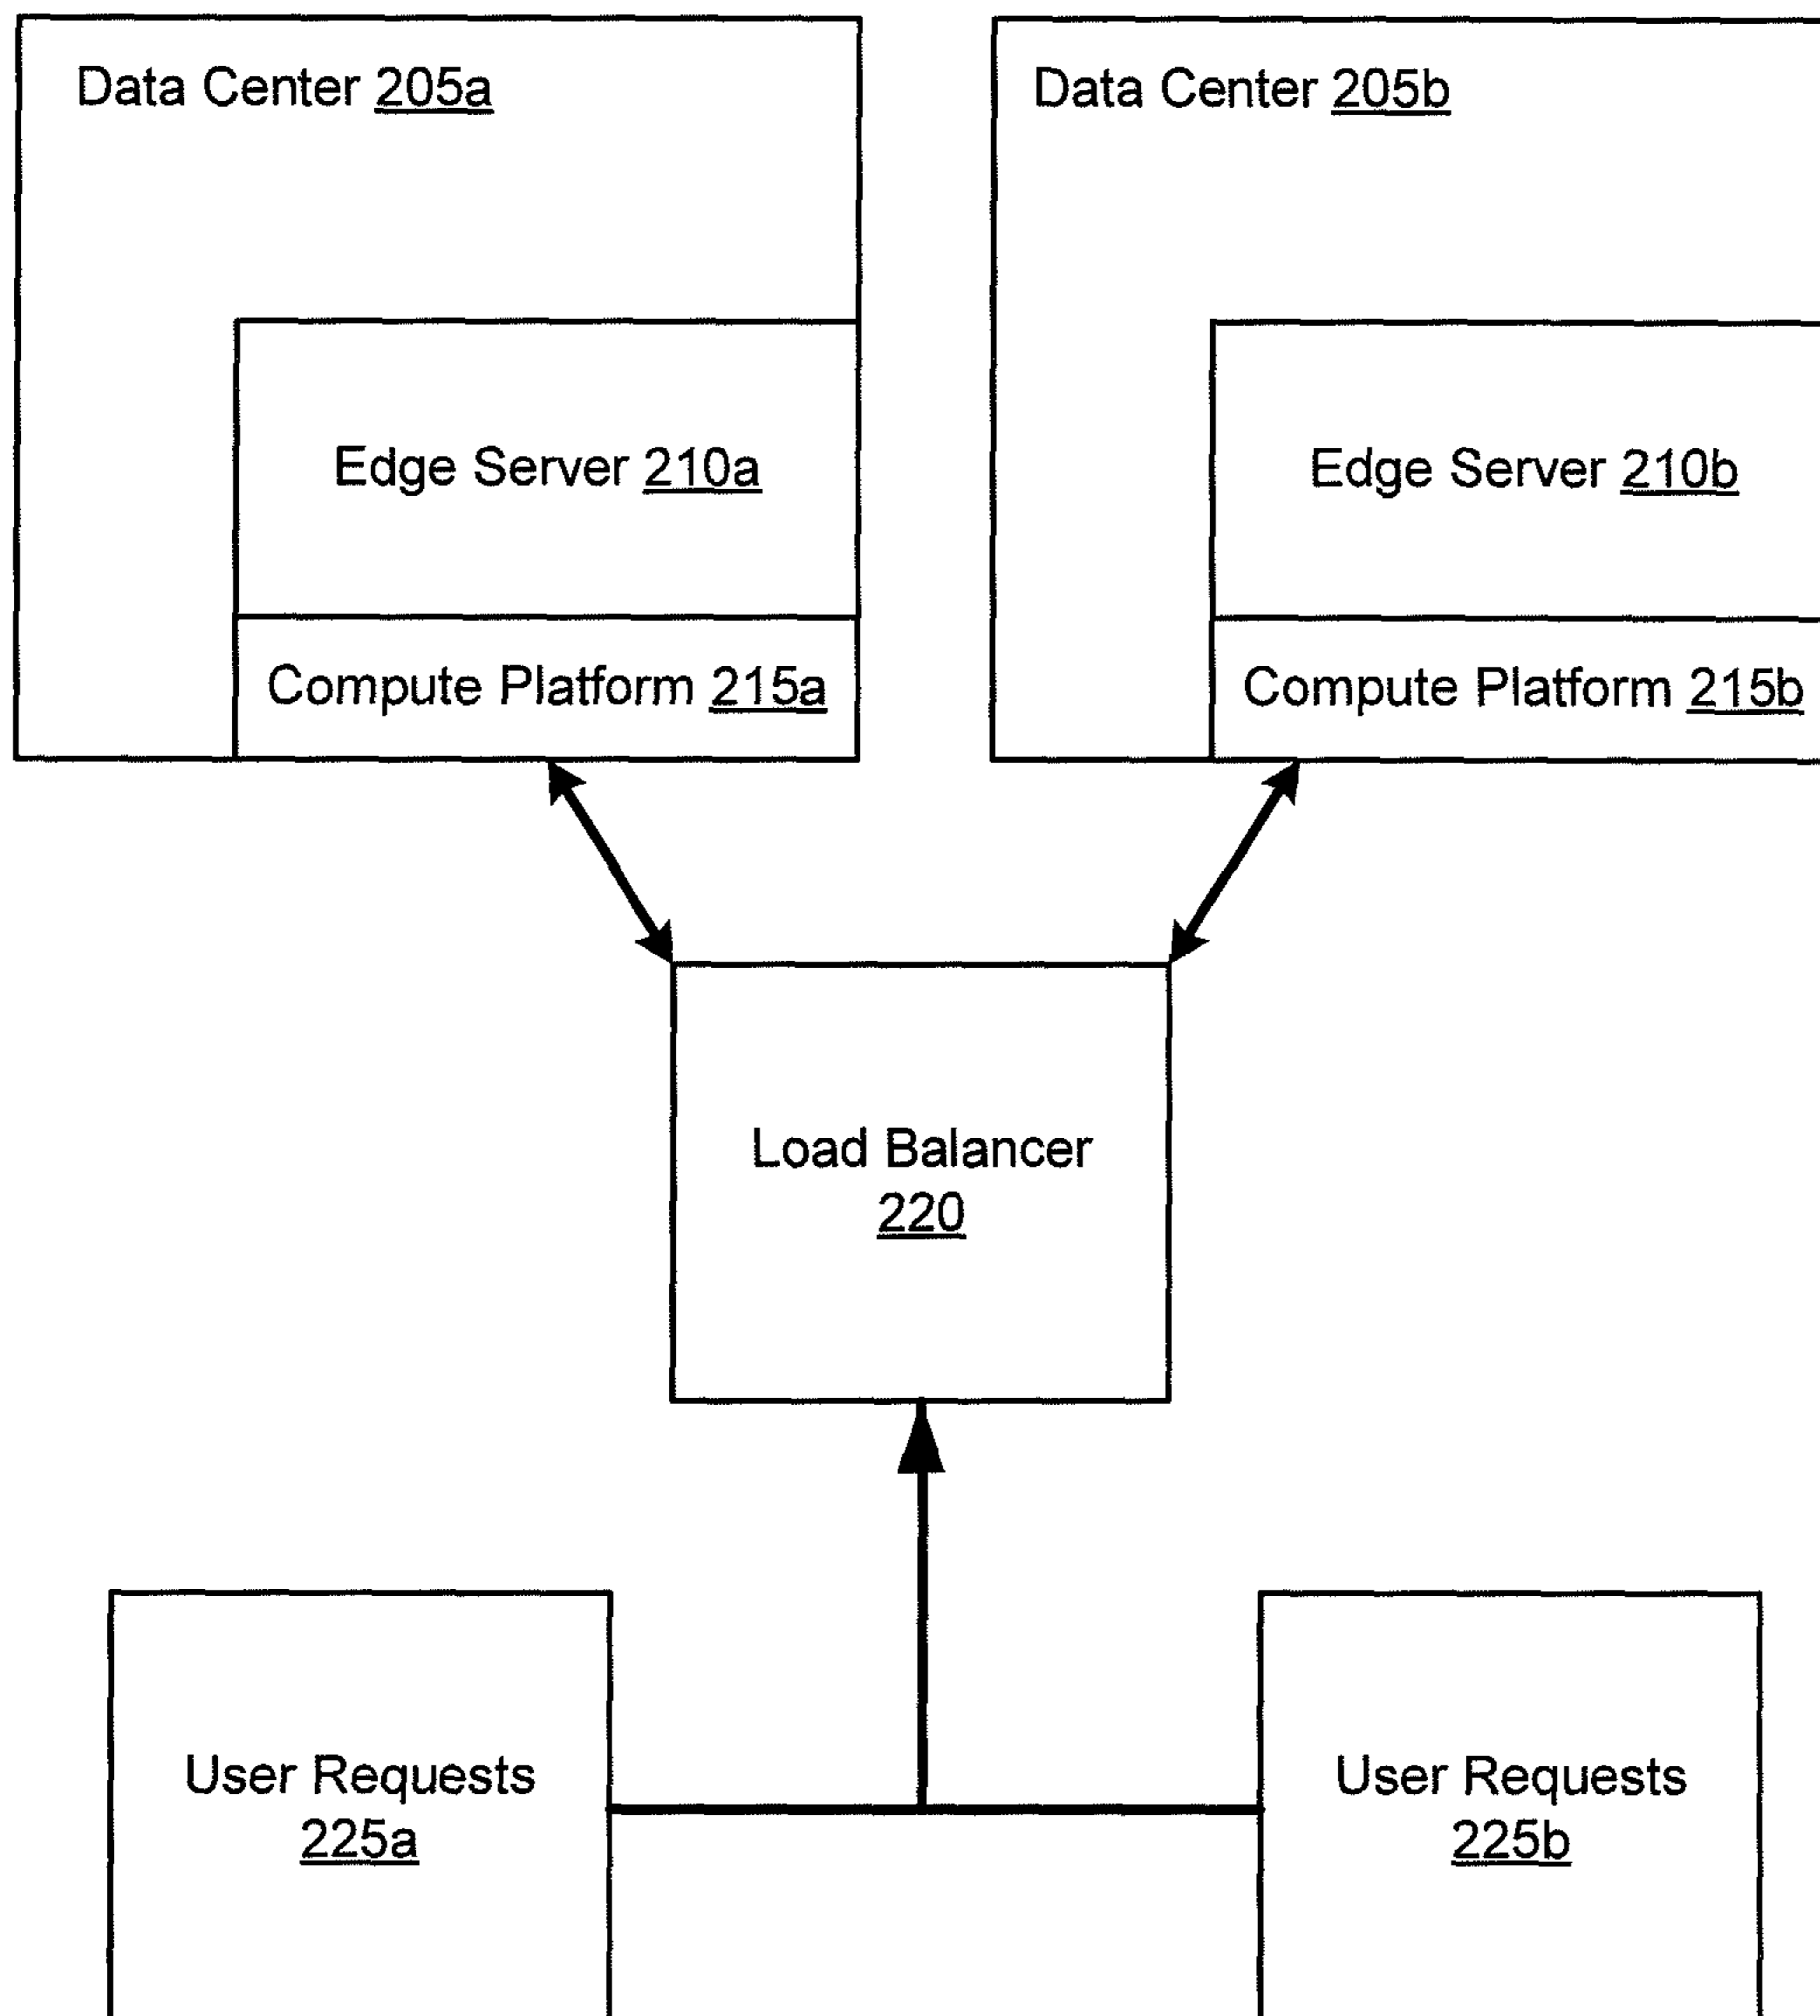 Data Center 205a
Data Center 205b
Edge Server 210a
Edge Server 210b
Compute Platform 215a
Compute Platform 215b
Load Balancer
220
User Requests
225a
User Requests
225b